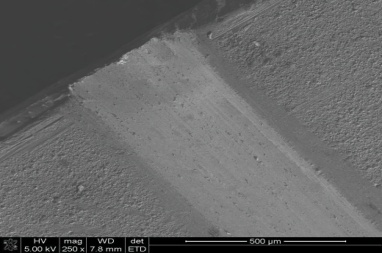 HV mag WD det 500 µm
5.00 kV 250 x 7.8 mm ETD